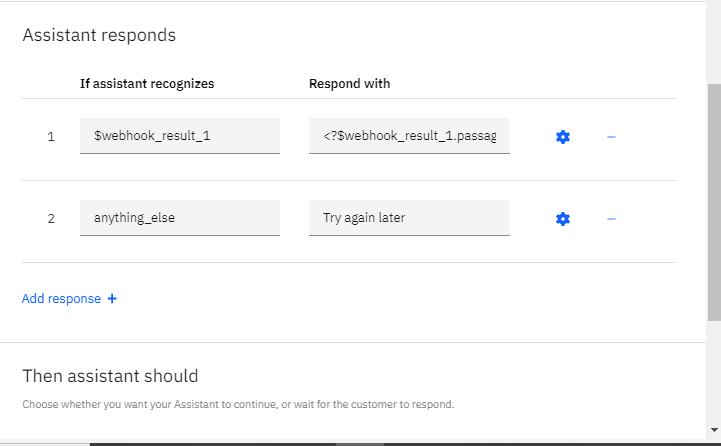 Assistant responds
If assistant recognizes Respond with
1 $webhook_result_1 <?$webhook_result_1.passag
2 anything_else Try again later
Add response +
Then assistant should
Choose whether you want your Assistant to continue, or wait for the customer to respond.